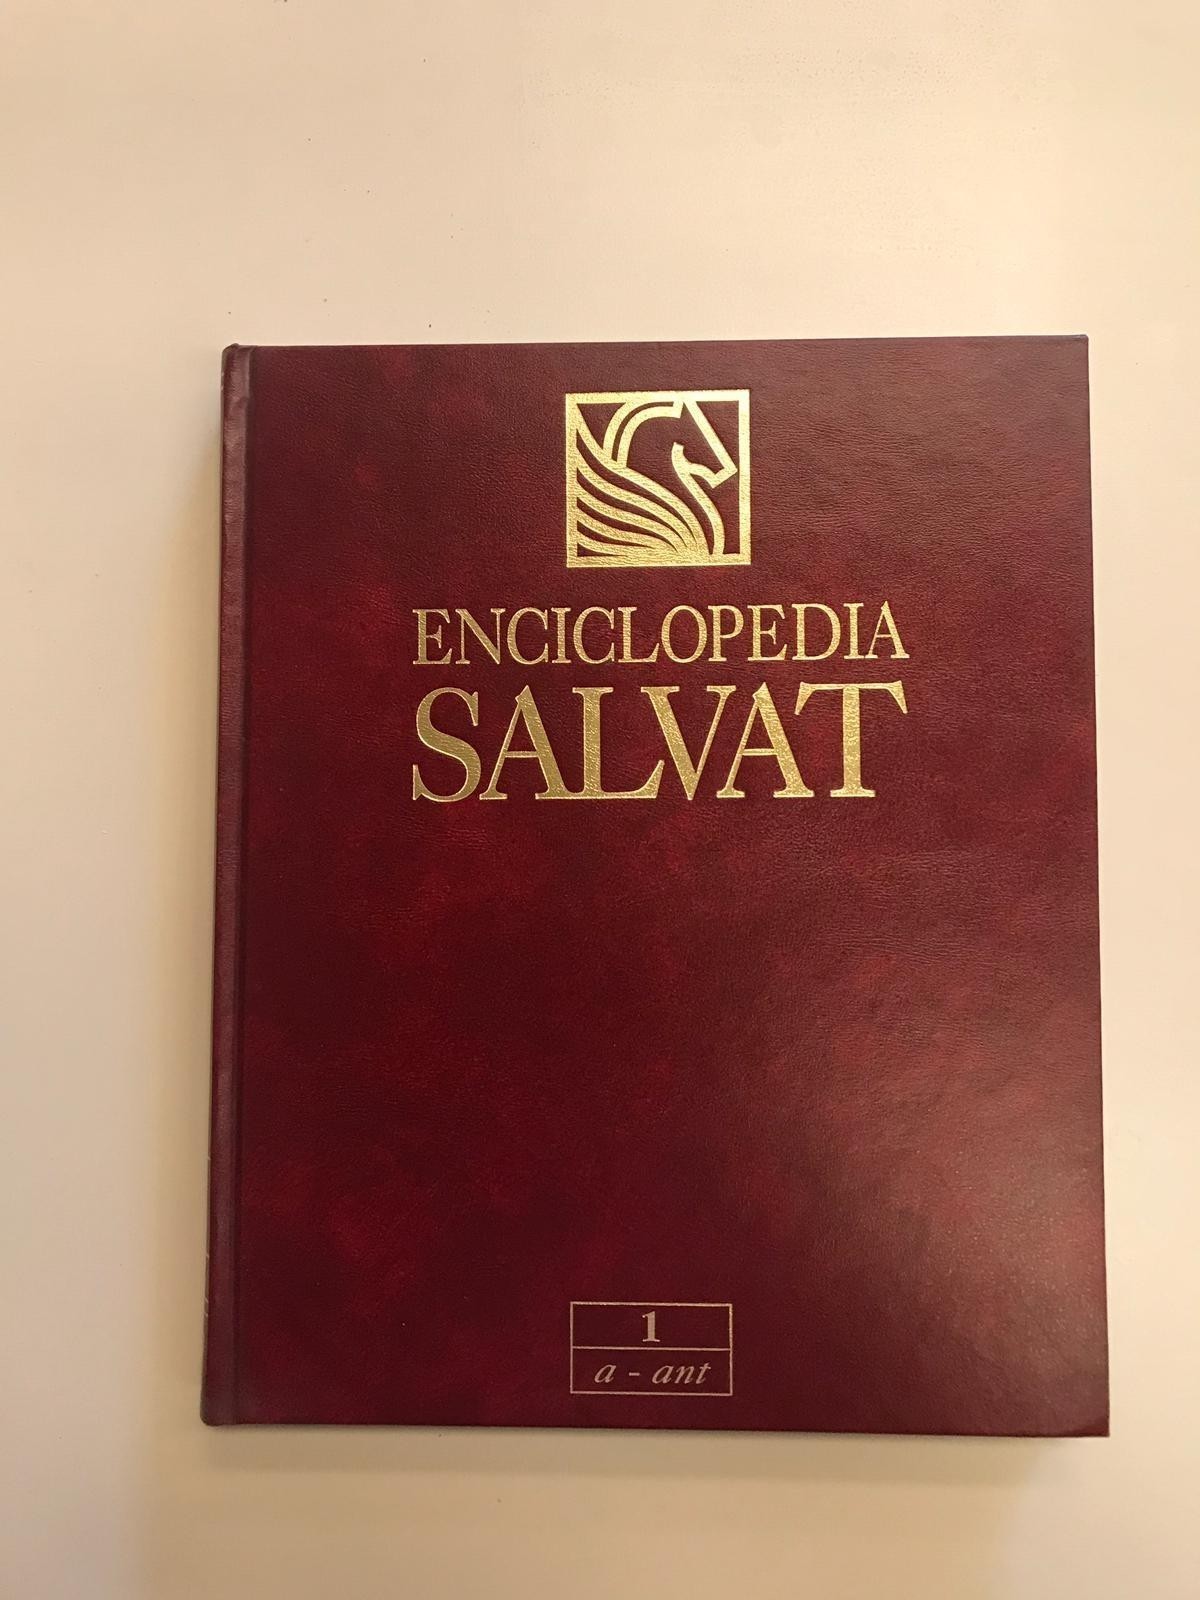 ENCICLOPEDIA
SALVAT
1
a - ant